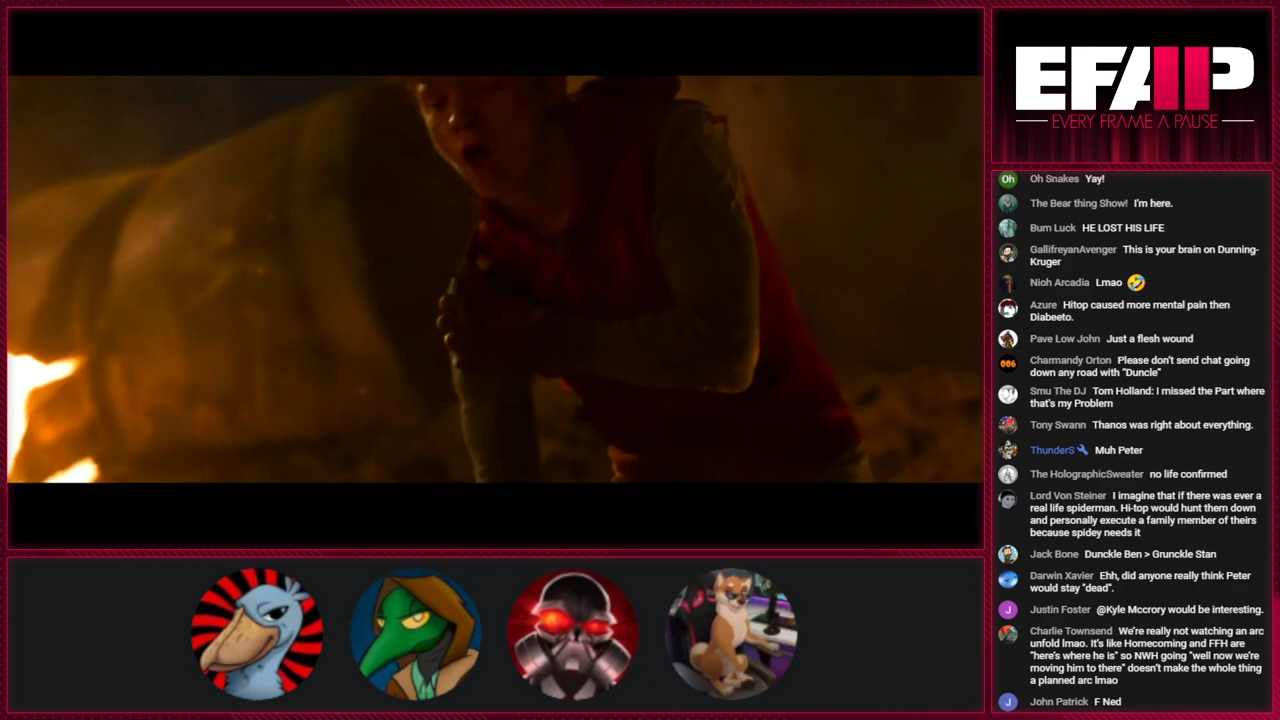 EFAP
EVERY FRAME A PAUSE
Oh Oh Snakes Yay!
The Bear thing Show! I'm here.
Bum Luck HE LOST HIS LIFE
GallifreyanAvenger This is your brain on Dunning-
Kruger
Nioh Arcadia Lmao 🤣
Azure Hitop caused more mental pain then
Diabeeto.
Pave Low John Just a flesh wound
006 Charmandy Orton Please don't send chat going
down any road with "Duncle"
Smu The DJ Tom Holland: I missed the Part where
that's my Problem
Tony Swann Thanos was right about everything.
ThunderS Muh Peter
The HolographicSweater no life confirmed
Lord Von Steiner I imagine that if there was ever a
real life spiderman. Hi-top would hunt them down
and personally execute a family member of theirs
because spidey needs it
Jack Bone Dunckle Ben > Grunckle Stan
Darwin Xavier Ehh, did anyone really think Peter
would stay "dead".
J Justin Foster @Kyle Mccrory would be interesting.
Charlie Townsend We're really not watching an arc
unfold lmao. It's like Homecoming and FFH are
"here's where he is" so NWH going "well now we're
moving him to there" doesn't make the whole thing
a planned arc lmao
J John Patrick F Ned